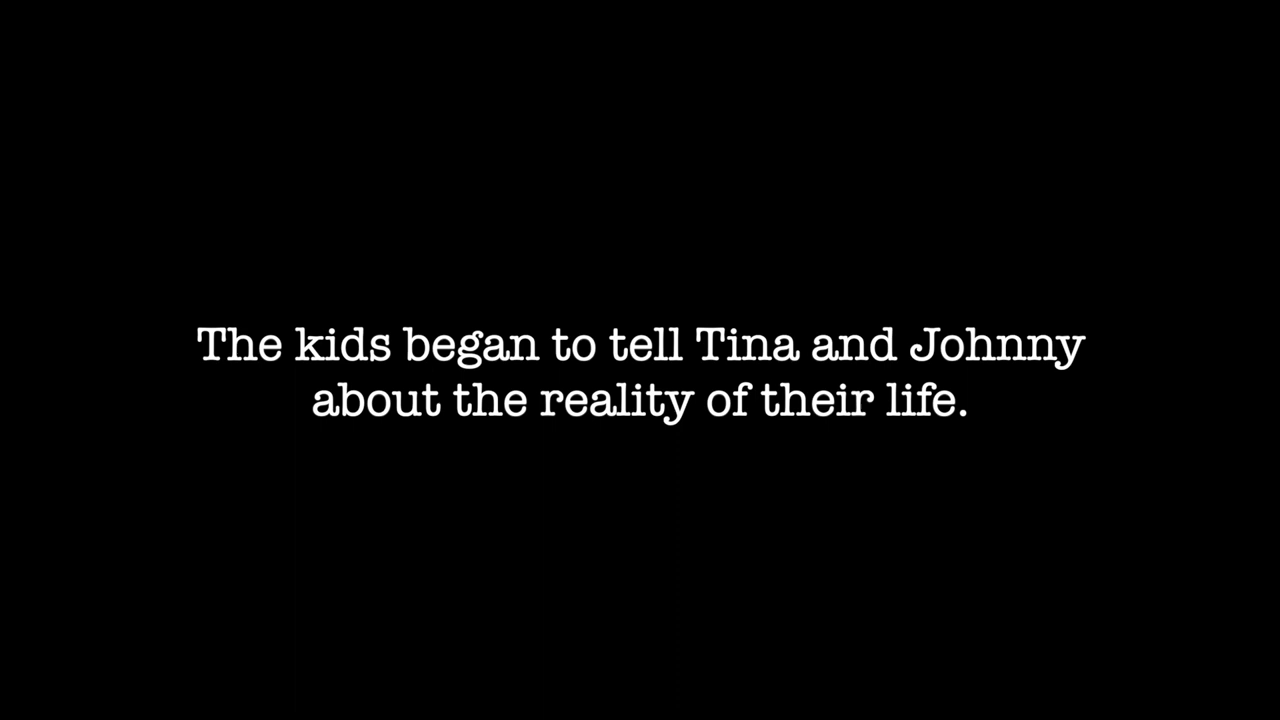 The kids began to tell Tina and Johnny
about the reality of their life.